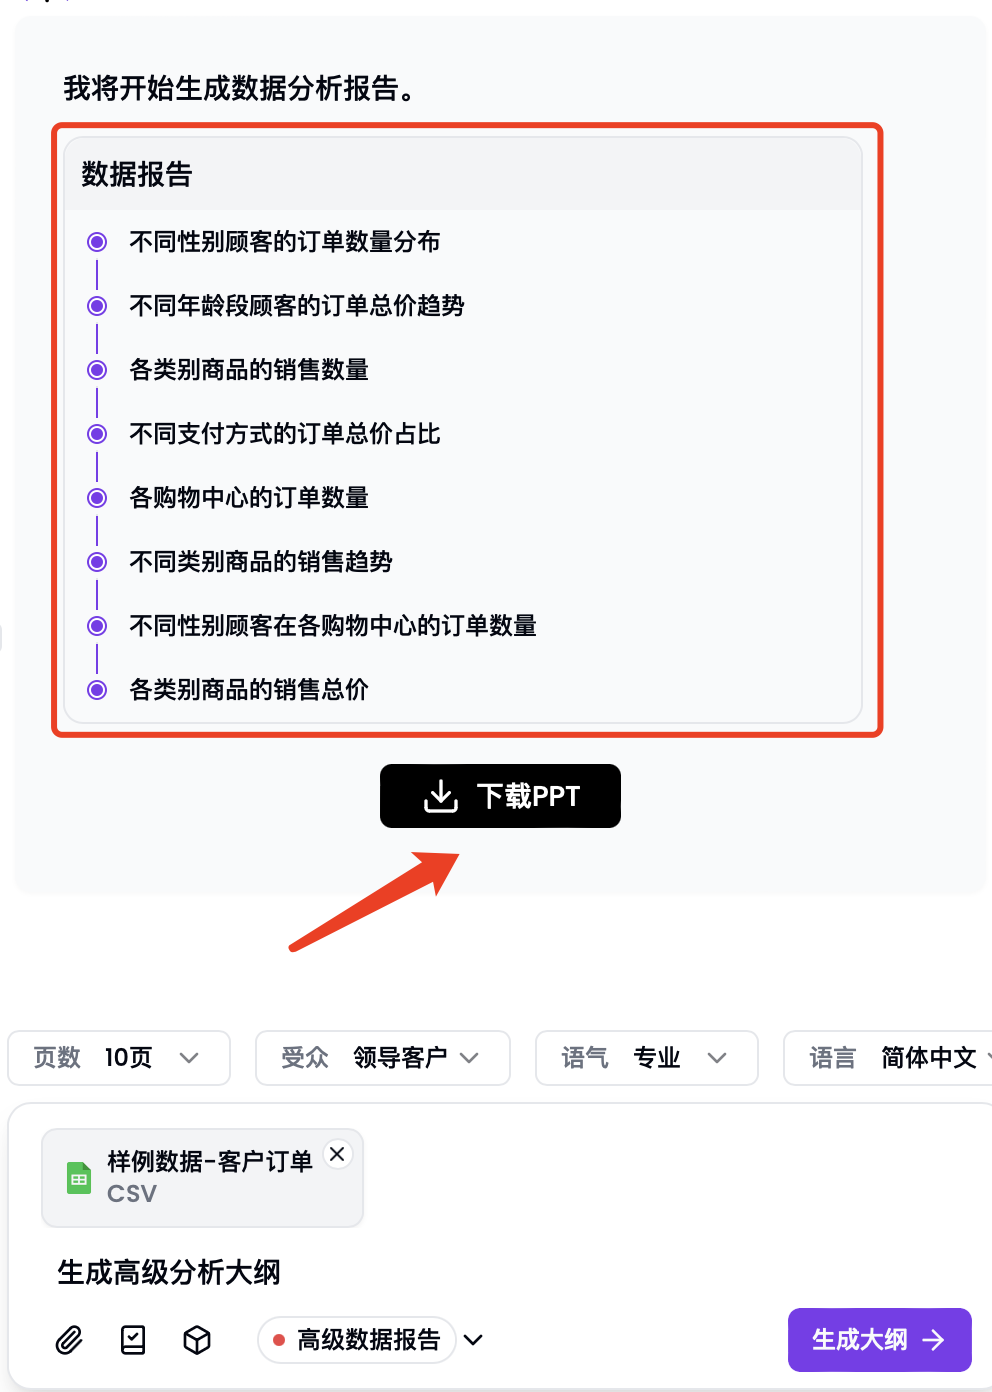 我将开始生成数据分析报告。
数据报告
不同性别顾客的订单数量分布
不同年龄段顾客的订单总价趋势
各类别商品的销售数量
不同支付方式的订单总价占比
各购物中心的订单数量
不同类别商品的销售趋势
不同性别顾客在各购物中心的订单数量
各类别商品的销售总价
下载PPT
页数 10页 受众 领导客户 语气 专业 语言 简体中文
样例数据-客户订单
CSV
生成高级分析大纲
高级数据报告 生成大纲